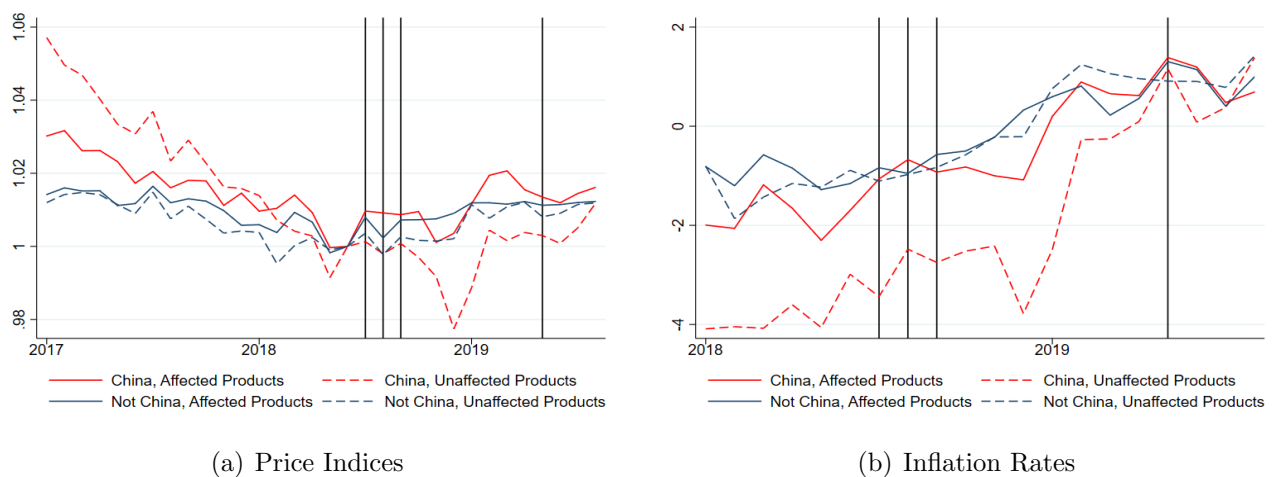 1.06
1.04
1.02
1
.98
2017
2018
2019
China, Affected Products
China, Unaffected Products
Not China, Affected Products
Not China, Unaffected Products
(a) Price Indices
2
0
-2
-4
2018
2019
China, Affected Products
China, Unaffected Products
Not China, Affected Products
Not China, Unaffected Products
(b) Inflation Rates